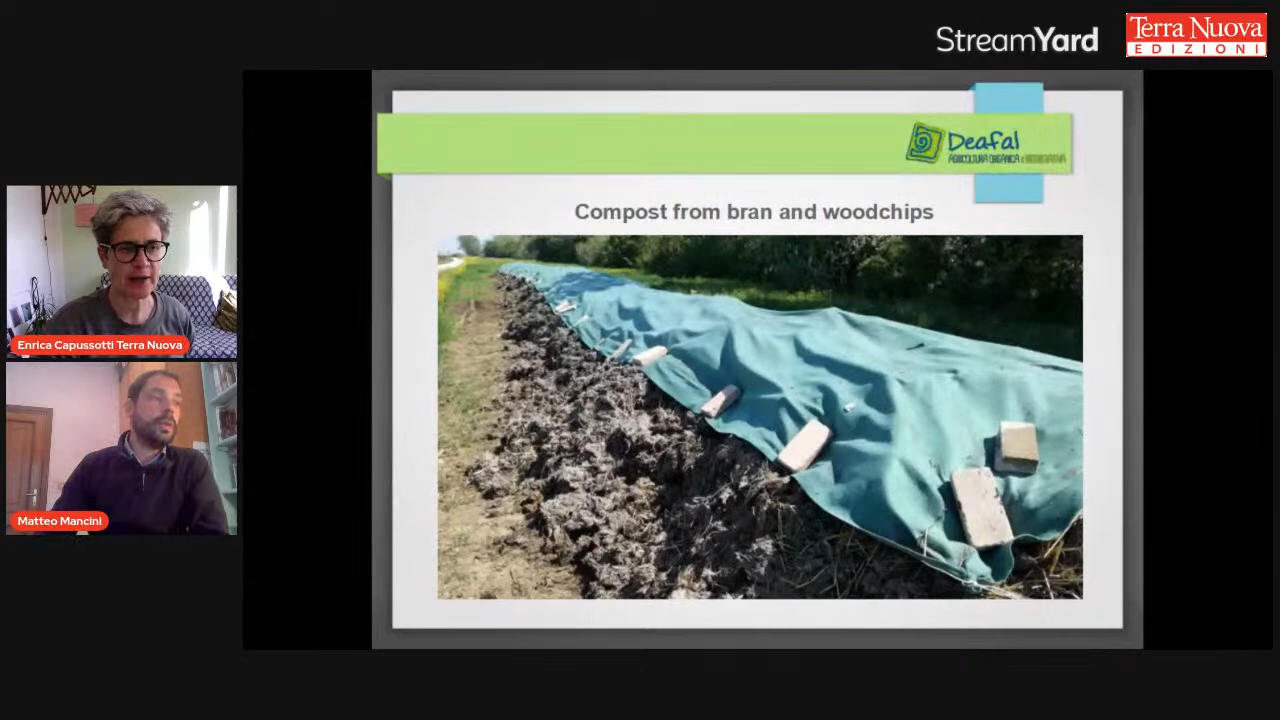 StreamYard
Terra Nuova
EDIZIONI
Deafal
AGRICOLTURA ORGANICA e RIGENERATIVA
Compost from bran and woodchips
Enrica Capussotti Terra Nuova
Matteo Mancini